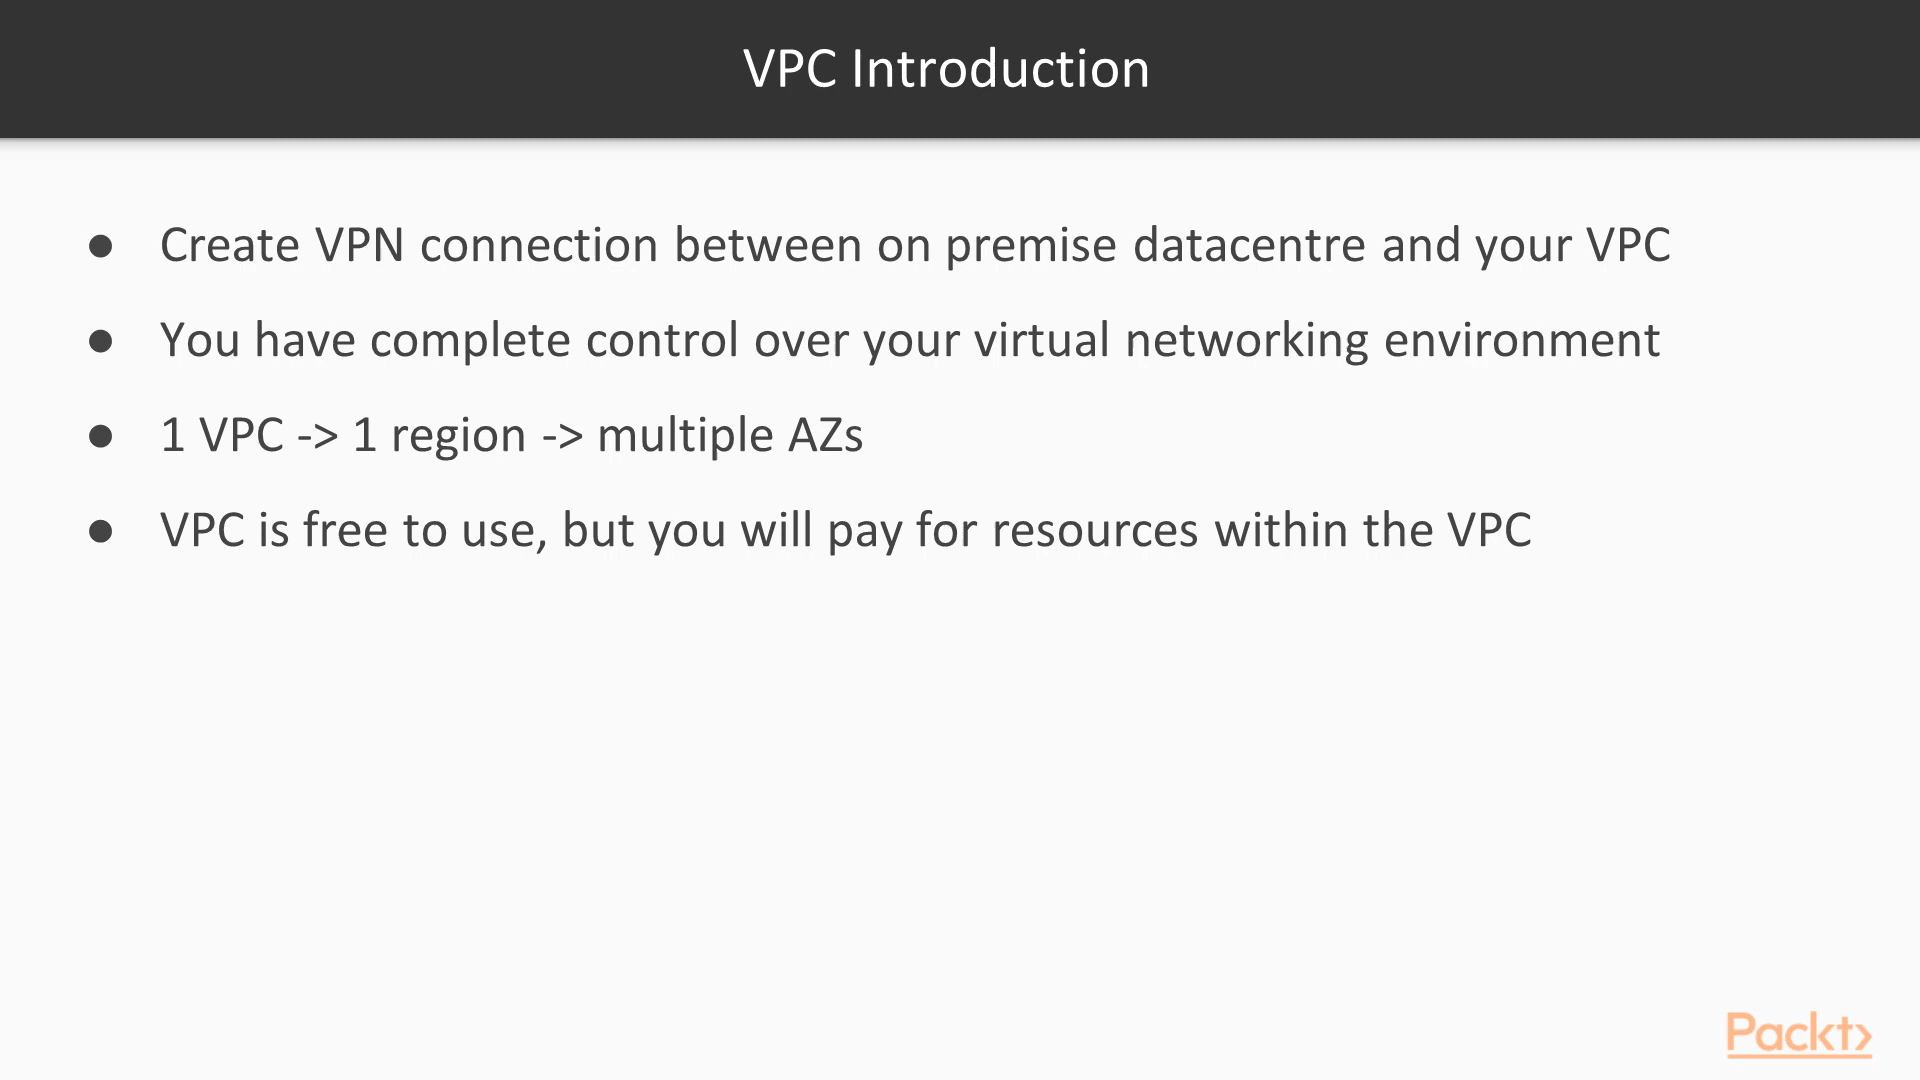 VPC Introduction
● Create VPN connection between on premise datacentre and your VPC
● You have complete control over your virtual networking environment
● 1 VPC -> 1 region -> multiple AZs
● VPC is free to use, but you will pay for resources within the VPC
Packt>